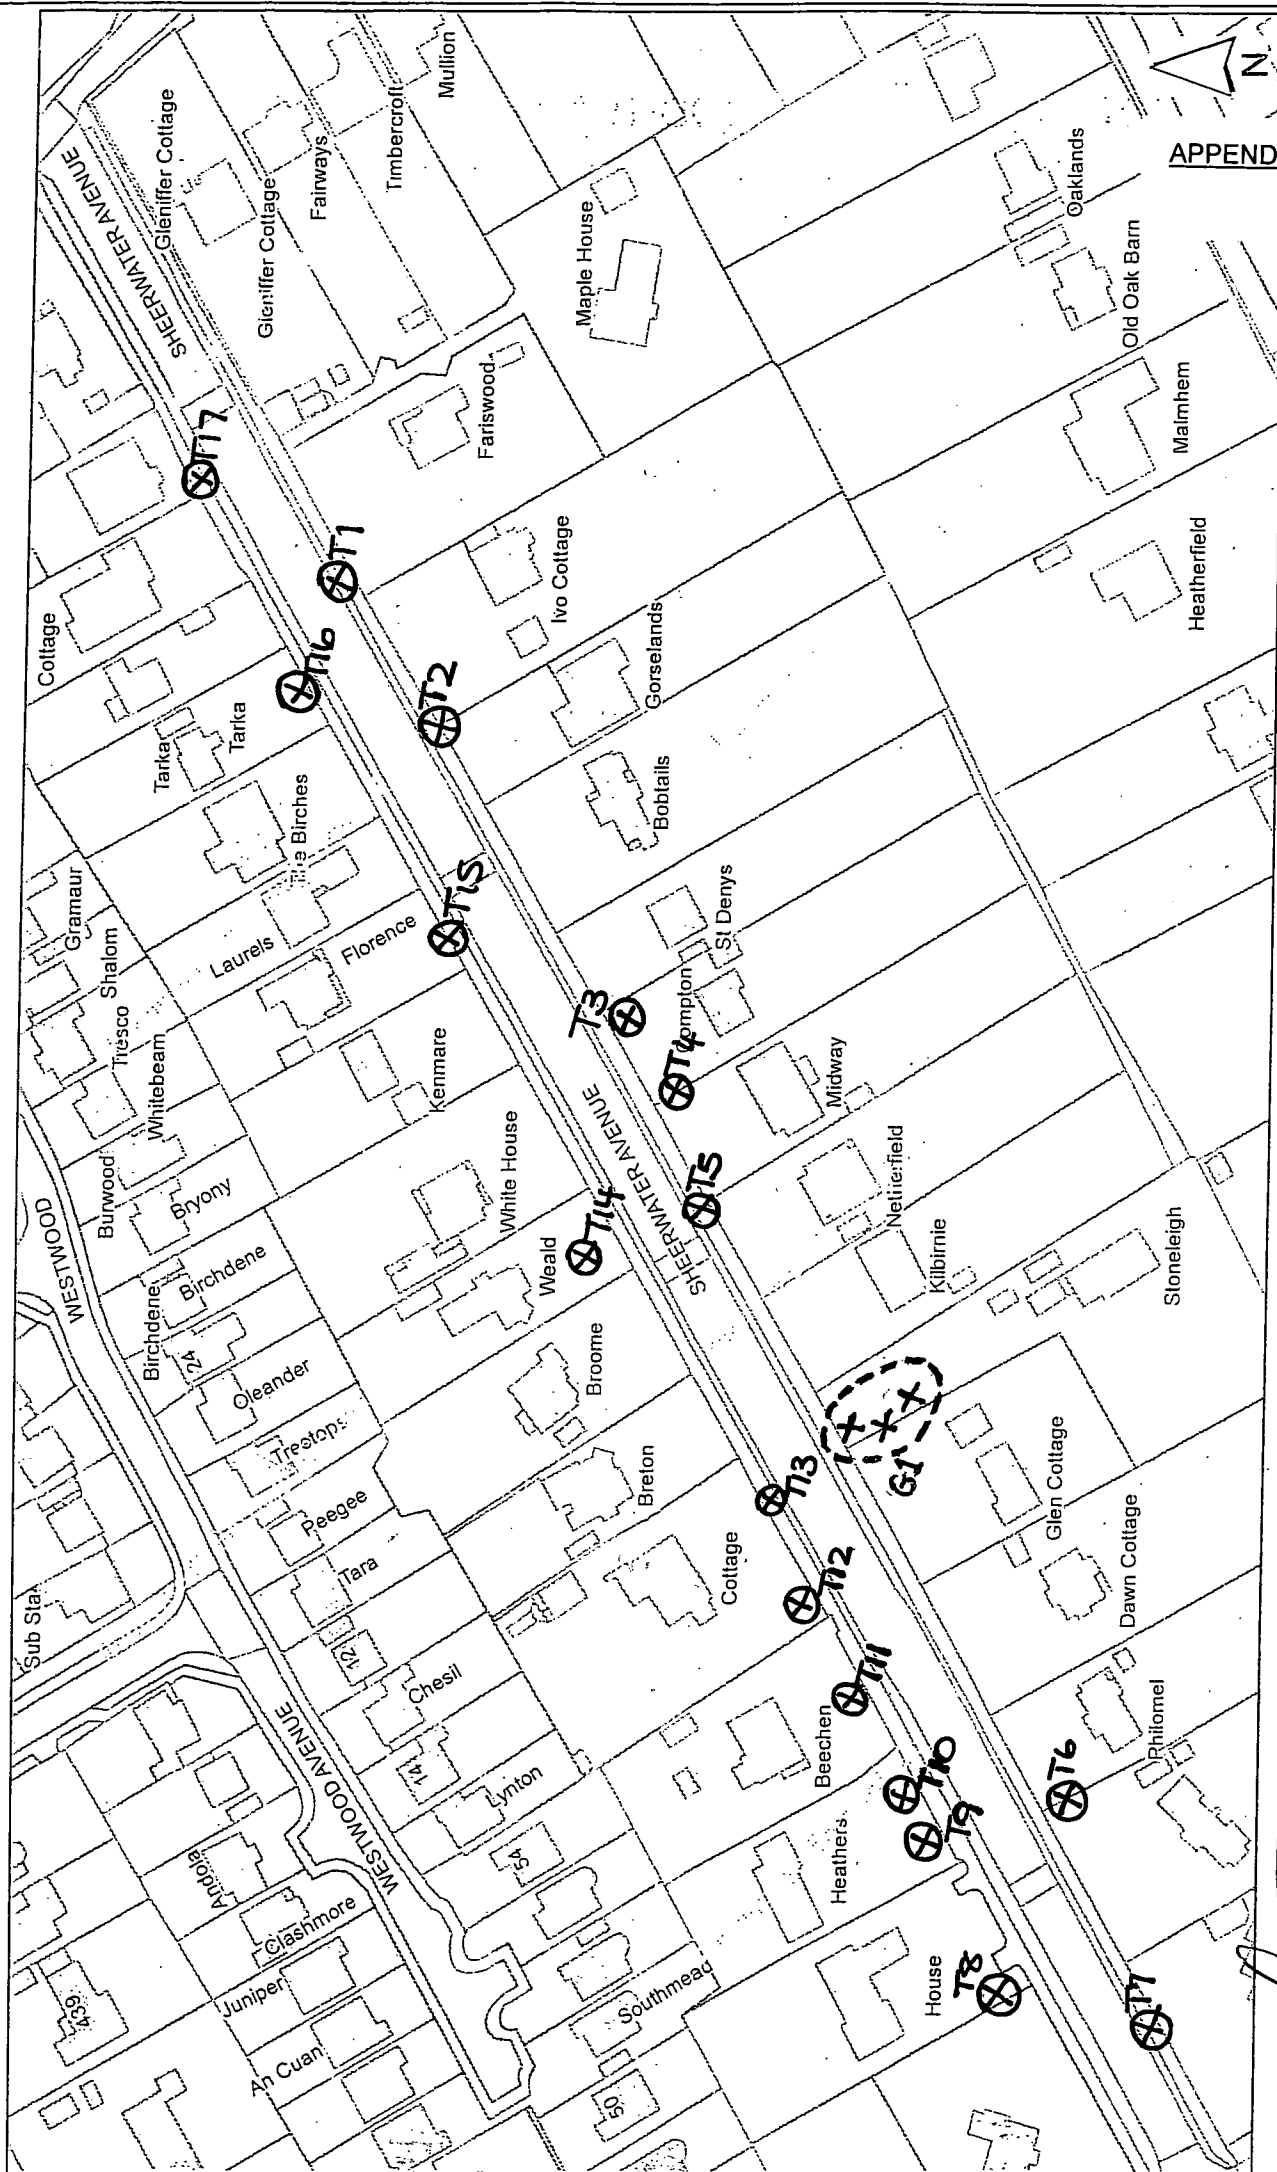 APPEND
N
SHEERWATER AVENUE
SHEERWATER AVENUE
Gleniffer Cottage
Gleniffer Cottage
Fairways
Timbercroft
Mullion
Maple House
Oaklands
Old Oak Barn
Malmhem
Heatherfield
Fariswood
Ivo Cottage
Gorselands
Bobtails
St Denys
Midway
Netherfield
Kilbirnie
Stoneleigh
Glen Cottage
Dawn Cottage
Philomel
Cottage
Tarka
Tarka
Birches
Laurels
Florence
Kenmare
White House
Weald
Broome
Breton
Cottage
Beechen
Heathers
House
Gramaur
Shalom
Tresco
Whitebeam
Burwood
Bryony
Birchdene
Birchdene
24
Oleander
Treetops
Peegee
Tara
12
Chesil
14
Lynton
54
Southmead
50
WESTWOOD
WESTWOOD AVENUE
Sub Sta
Andola
Clashmore
Juniper
An Cuan
439
SHEERWATER AVENUE
SHEERWATER AVENUE
T17
T1
T16
T2
T15
T3
T4
T5
T14
G1
T13
T12
T11
T10
T9
T6
T8
T7